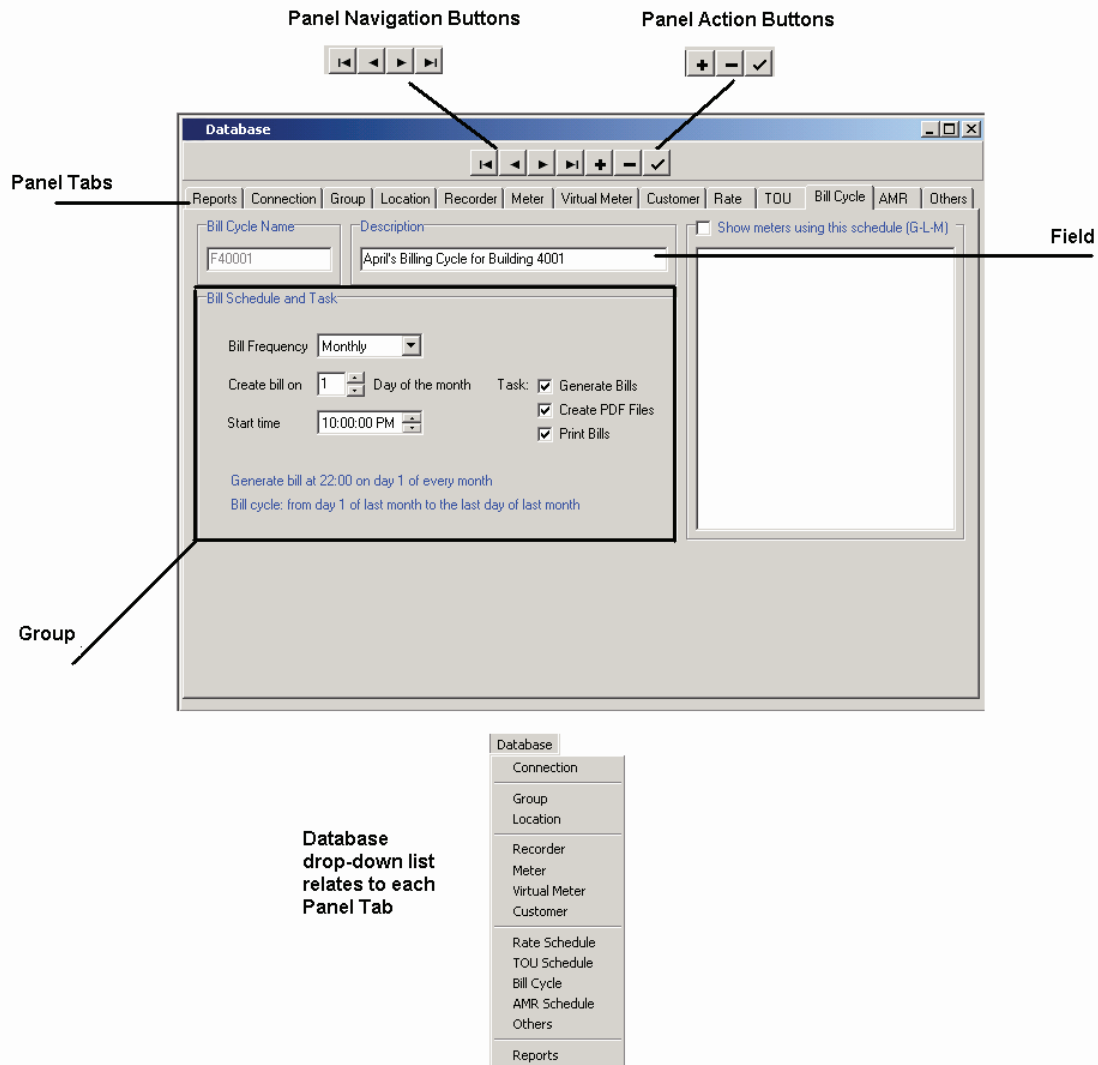 Panel Navigation Buttons
Panel Action Buttons
Database
Panel Tabs
Reports Connection Group Location Recorder Meter Virtual Meter Customer Rate TOU Bill Cycle AMR Others
Bill Cycle Name
Description
Show meters using this schedule (G-L-M)
Field
F40001
April's Billing Cycle for Building 4001
Bill Schedule and Task
Bill Frequency Monthly
Create bill on 1 Day of the month Task: Generate Bills
Create PDF Files
Start time 10:00:00 PM
Print Bills
Generate bill at 22:00 on day 1 of every month
Bill cycle: from day 1 of last month to the last day of last month
Group
Database
drop-down list
relates to each
Panel Tab
Database
Connection
Group
Location
Recorder
Meter
Virtual Meter
Customer
Rate Schedule
TOU Schedule
Bill Cycle
AMR Schedule
Others
Reports